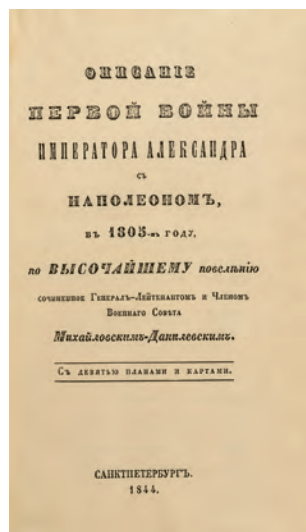 ОПИСАНІЕ
ПЕРВОЙ ВОЙНЫ
ИМПЕРАТОРА АЛЕКСАНДРА
СЪ
НАПОЛЕОНОМЪ,
ВЪ 1805-мъ ГОДУ,
по ВЫСОЧАЙШЕМУ повелѣнію
сочиненное Генералъ-Лейтенантомъ и Членомъ
Военнаго Совѣта
Михайловскимъ-Данилевскимъ.
Съ девятью планами и картами.
САНКТПЕТЕРБУРГЪ.
1844.